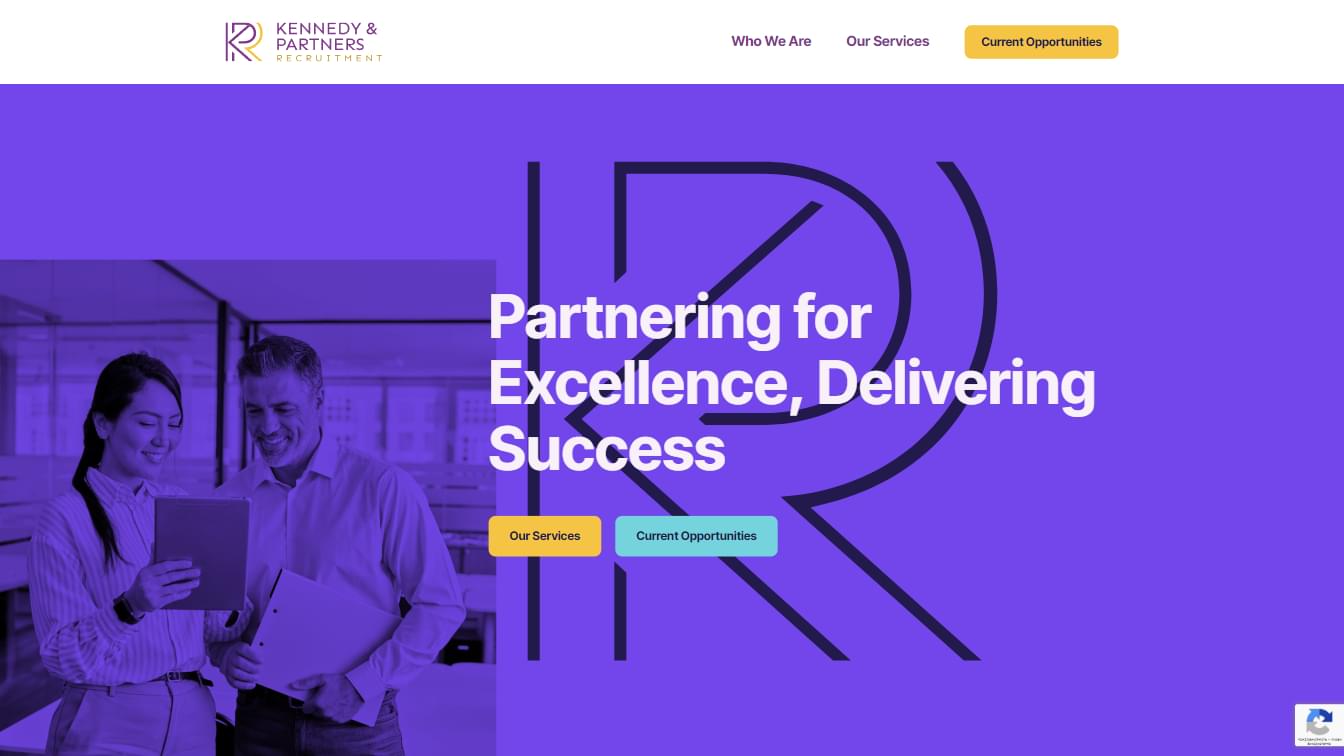 KENNEDY &
PARTNERS
RECRUITMENT
Who We Are
Our Services
Current Opportunities
Partnering for
Excellence, Delivering
Success
Our Services
Current Opportunities